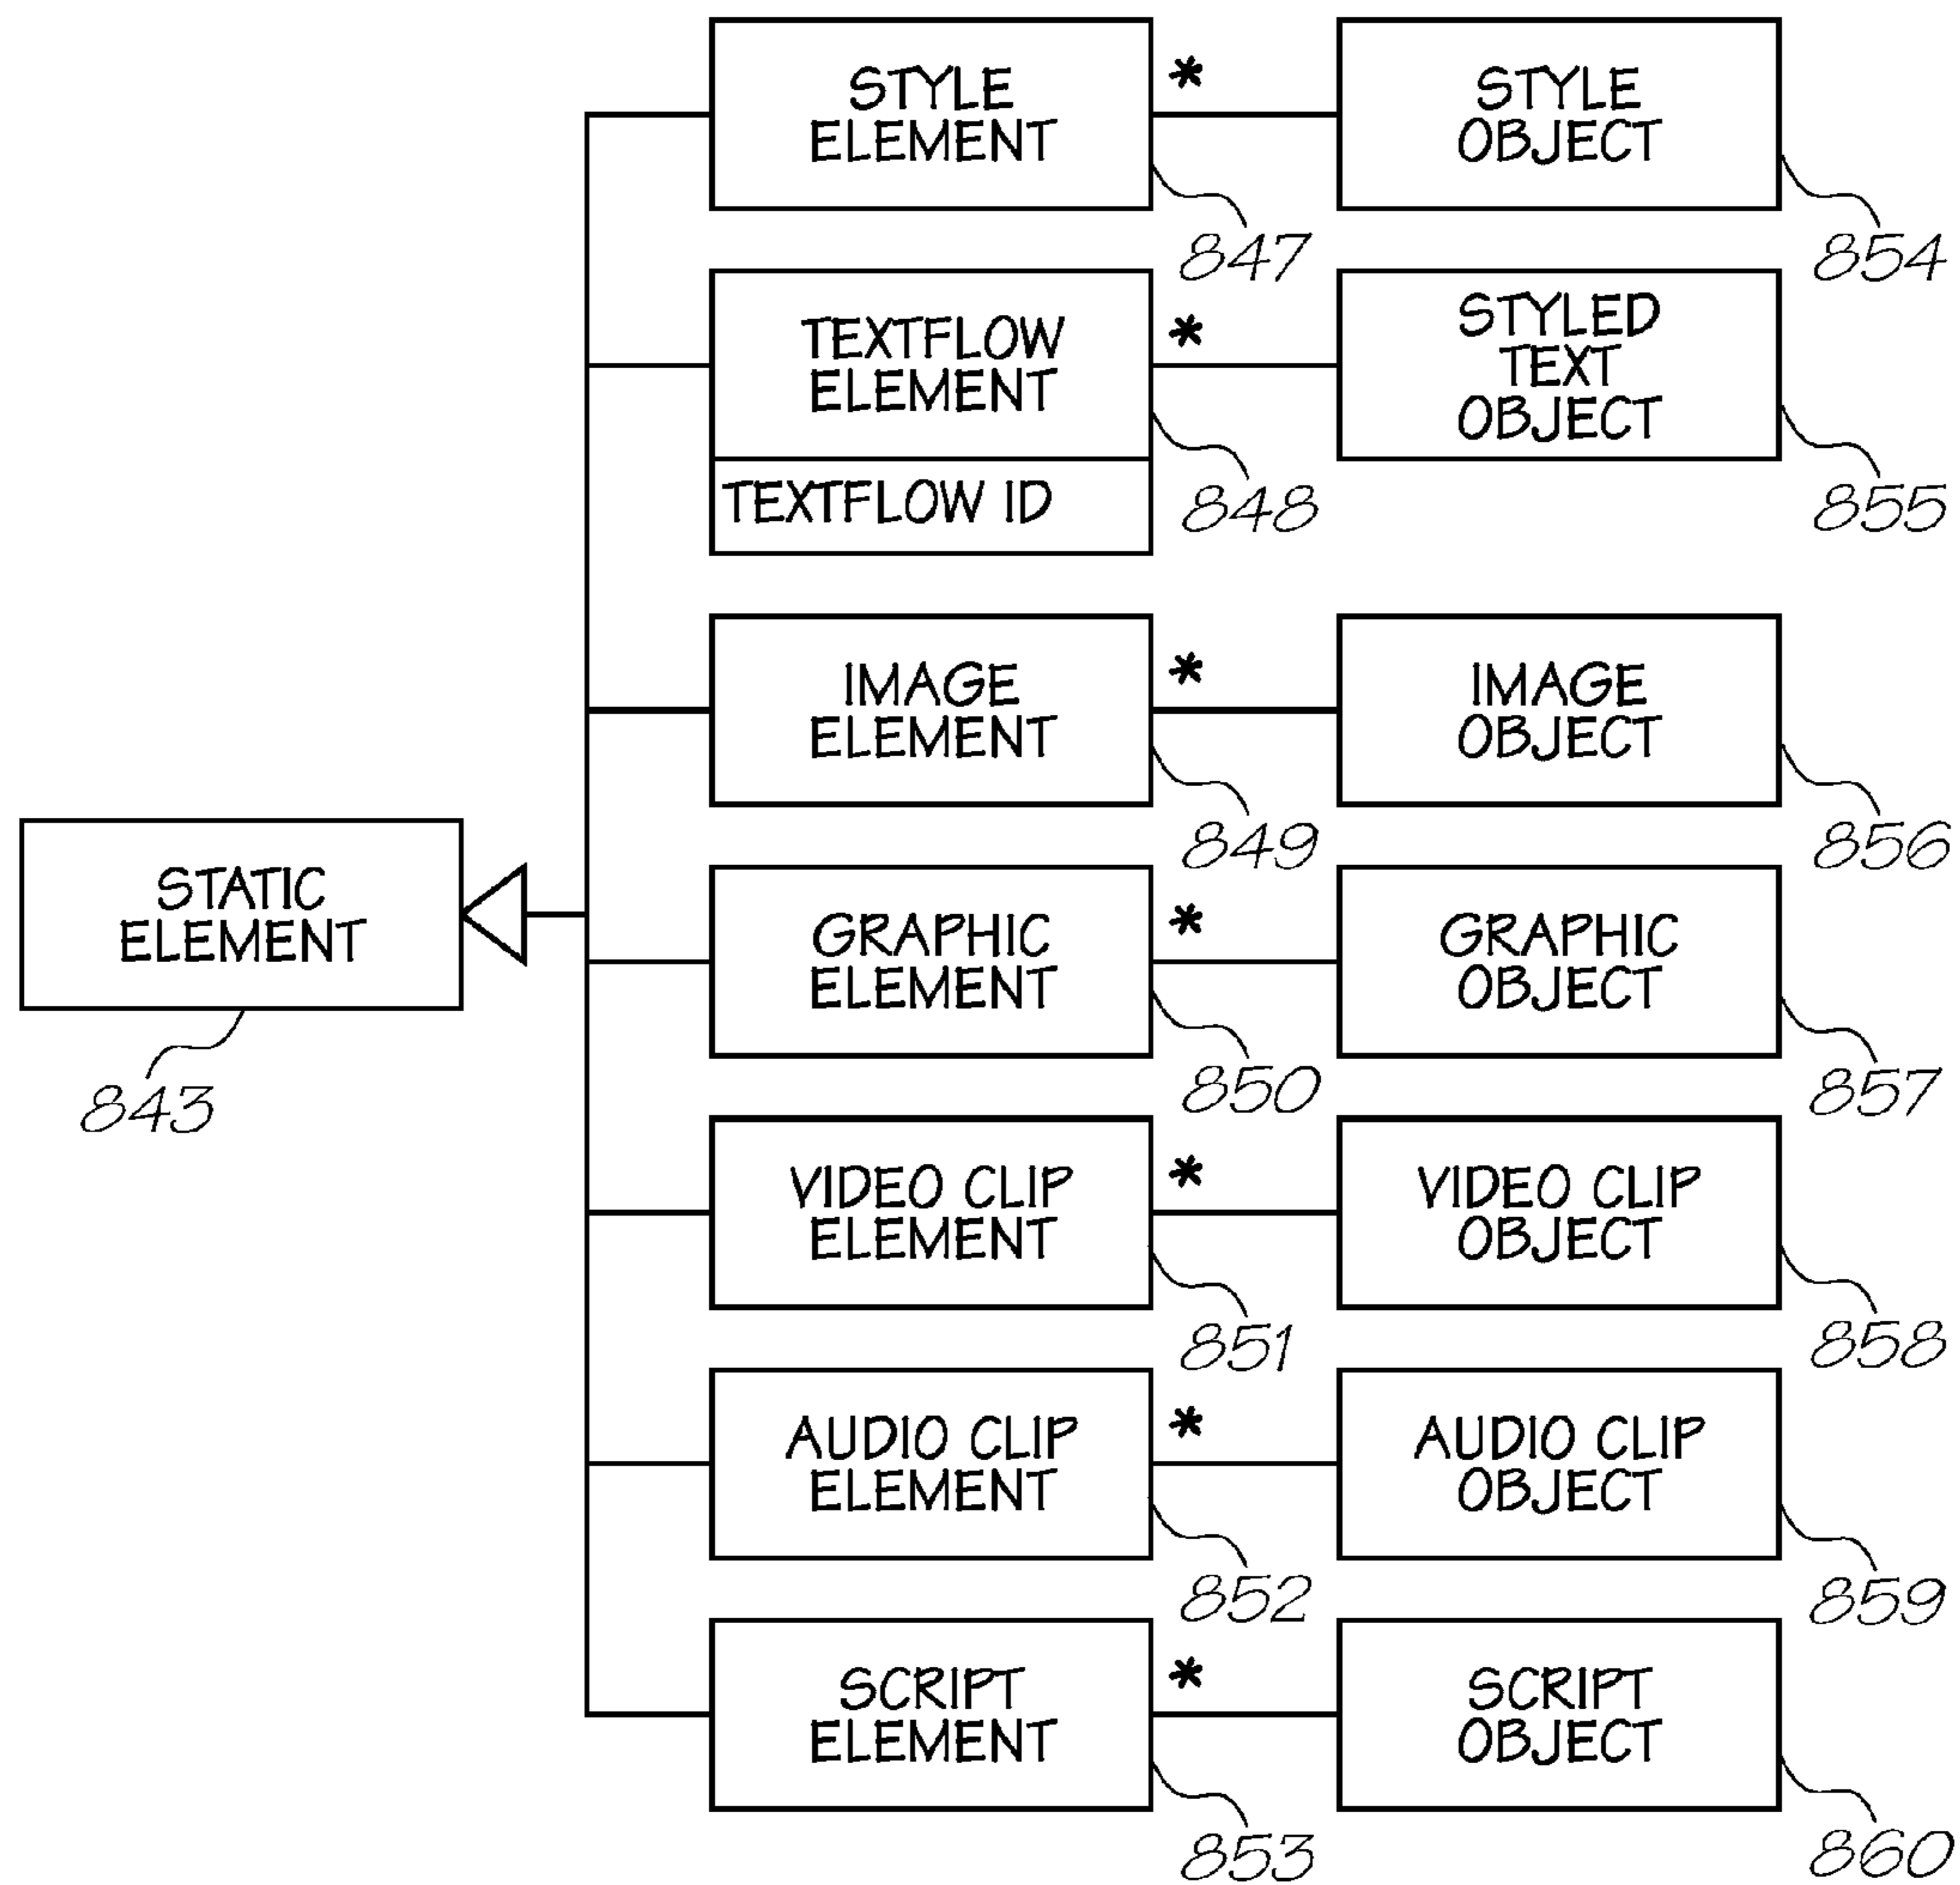 STYLE
ELEMENT
*
STYLE
OBJECT
847
854
TEXTFLOW
ELEMENT
TEXTFLOW ID
*
STYLED
TEXT
OBJECT
848
855
IMAGE
ELEMENT
*
IMAGE
OBJECT
849
856
STATIC
ELEMENT
843
GRAPHIC
ELEMENT
*
GRAPHIC
OBJECT
850
857
VIDEO CLIP
ELEMENT
*
VIDEO CLIP
OBJECT
851
858
AUDIO CLIP
ELEMENT
*
AUDIO CLIP
OBJECT
852
859
SCRIPT
ELEMENT
*
SCRIPT
OBJECT
853
860